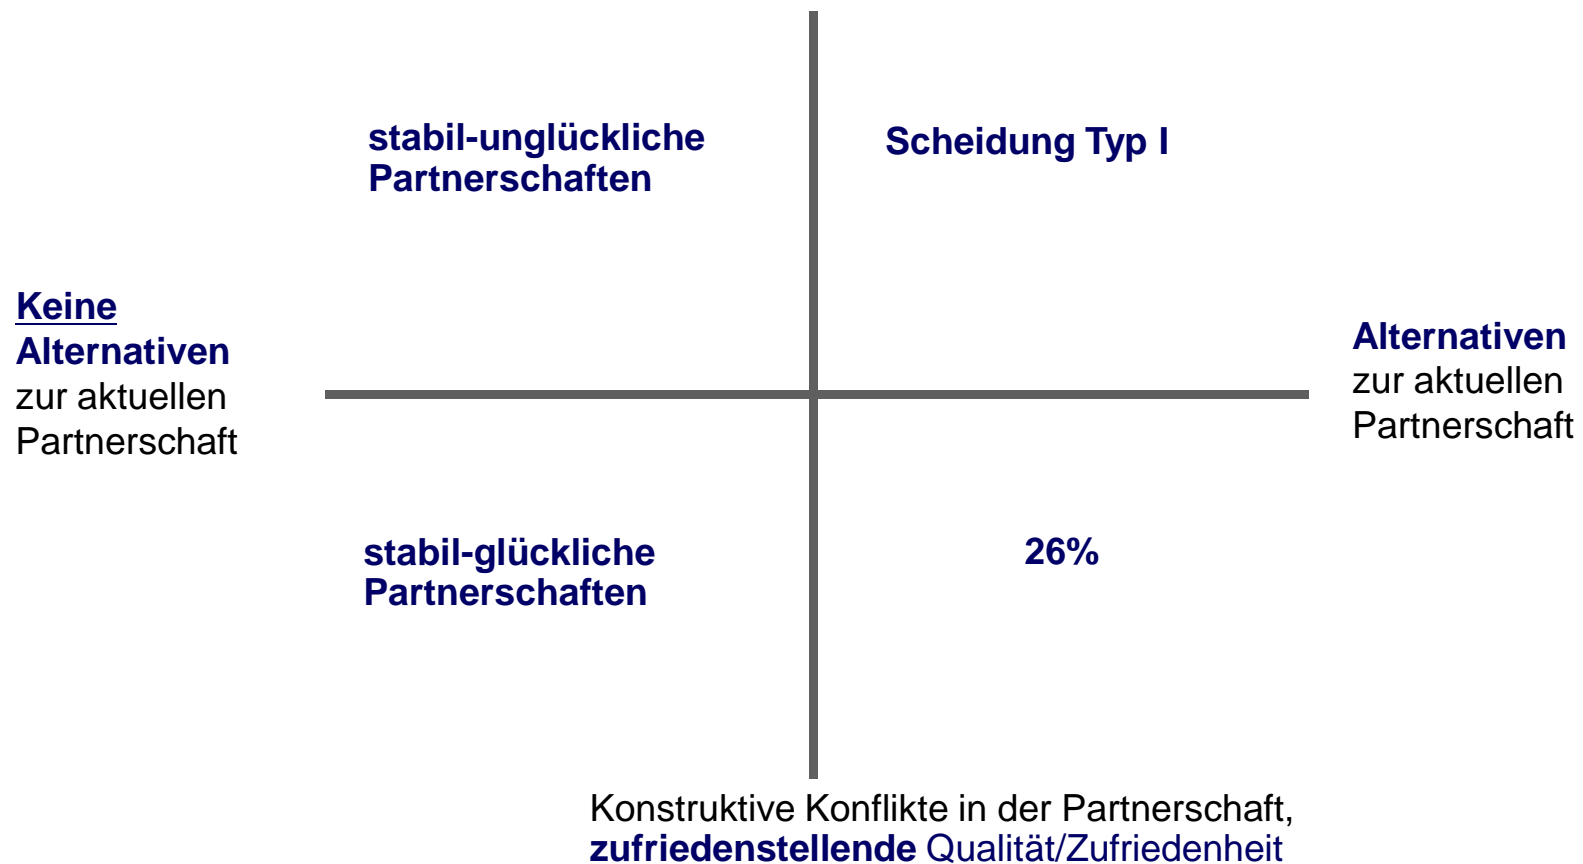 stabil-unglückliche
Partnerschaften
Scheidung Typ I
Keine
Alternativen
zur aktuellen
Partnerschaft
Alternativen
zur aktuellen
Partnerschaft
stabil-glückliche
Partnerschaften
26%
Konstruktive Konflikte in der Partnerschaft,
zufriedenstellende Qualität/Zufriedenheit